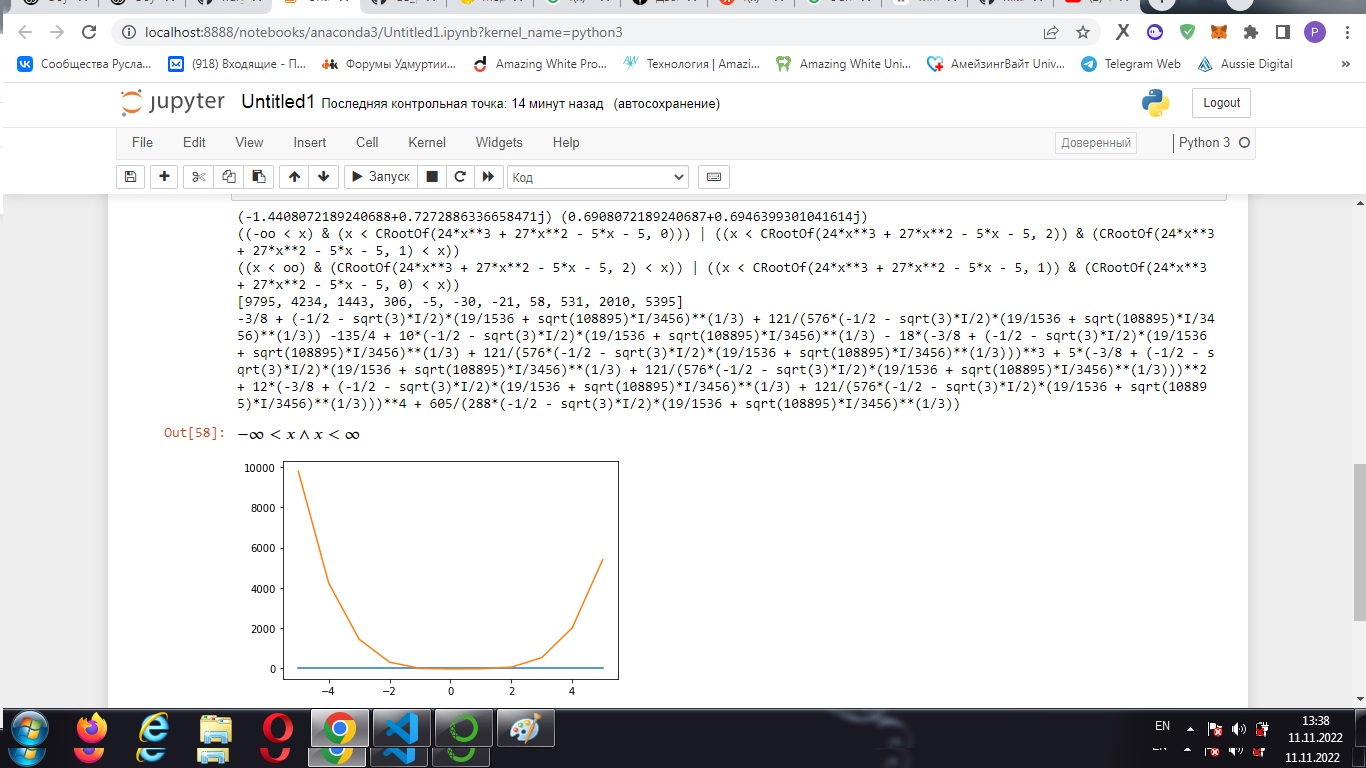 localhost:8888/notebooks/anaconda3/Untitled1.ipynb?kernel_name=python3
P
Сообщества Русла...
(918) Входящие - П...
Форумы Удмуртии...
Amazing White Pro...
Технология | Amazi...
Amazing White Uni...
АмейзингВайт Univ...
Telegram Web
Aussie Digital
»
jupyter Untitled1 Последняя контрольная точка: 14 минут назад (автосохранение)
Logout
File Edit View Insert Cell Kernel Widgets Help
Доверенный
Python 3
Запуск
Код
(-1.4408072189240688+0.7272886336658471j) (0.6908072189240687+0.6946399301041614j)
((-oo < x) & (x < CRootOf(24*x**3 + 27*x**2 - 5*x - 5, 0))) | ((x < CRootOf(24*x**3 + 27*x**2 - 5*x - 5, 2)) & (CRootOf(24*x**3
+ 27*x**2 - 5*x - 5, 1) < x))
((x < oo) & (CRootOf(24*x**3 + 27*x**2 - 5*x - 5, 2) < x)) | ((x < CRootOf(24*x**3 + 27*x**2 - 5*x - 5, 1)) & (CRootOf(24*x**3
+ 27*x**2 - 5*x - 5, 0) < x))
[9795, 4234, 1443, 306, -5, -30, -21, 58, 531, 2010, 5395]
-3/8 + (-1/2 - sqrt(3)*I/2)*(19/1536 + sqrt(108895)*I/3456)**(1/3) + 121/(576*(-1/2 - sqrt(3)*I/2)*(19/1536 + sqrt(108895)*I/34
56)**(1/3)) -135/4 + 10*(-1/2 - sqrt(3)*I/2)*(19/1536 + sqrt(108895)*I/3456)**(1/3) - 18*(-3/8 + (-1/2 - sqrt(3)*I/2)*(19/1536
+ sqrt(108895)*I/3456)**(1/3) + 121/(576*(-1/2 - sqrt(3)*I/2)*(19/1536 + sqrt(108895)*I/3456)**(1/3)))**3 + 5*(-3/8 + (-1/2 - s
qrt(3)*I/2)*(19/1536 + sqrt(108895)*I/3456)**(1/3) + 121/(576*(-1/2 - sqrt(3)*I/2)*(19/1536 + sqrt(108895)*I/3456)**(1/3)))**2
+ 12*(-3/8 + (-1/2 - sqrt(3)*I/2)*(19/1536 + sqrt(108895)*I/3456)**(1/3) + 121/(576*(-1/2 - sqrt(3)*I/2)*(19/1536 + sqrt(10889
5)*I/3456)**(1/3)))**4 + 605/(288*(-1/2 - sqrt(3)*I/2)*(19/1536 + sqrt(108895)*I/3456)**(1/3))
Out[58]: −∞ < x ∧ x < ∞
10000
8000
6000
4000
2000
0
−4 −2 0 2 4
EN
13:38
11.11.2022
11.11.2022